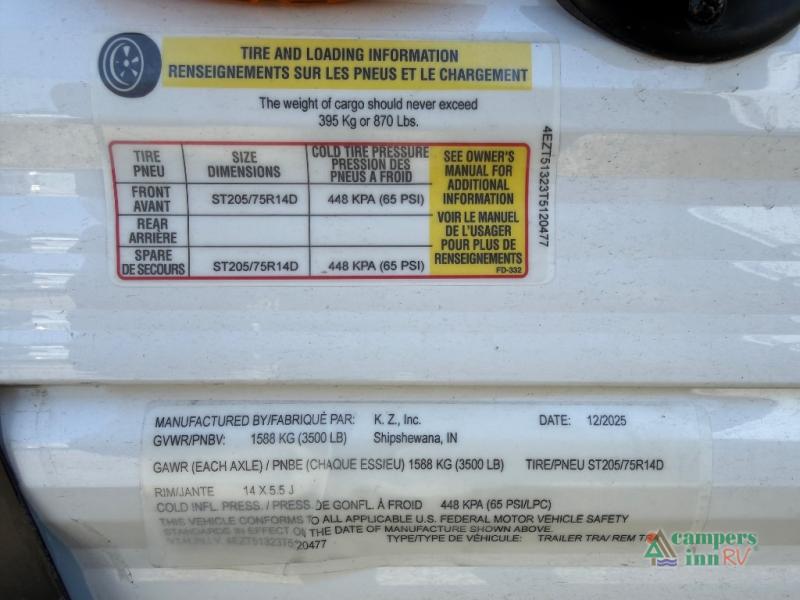 TIRE AND LOADING INFORMATION
RENSEIGNEMENTS SUR LES PNEUS ET LE CHARGEMENT
The weight of cargo should never exceed
395 Kg or 870 Lbs.
TIRE PNEU
SIZE DIMENSIONS
COLD TIRE PRESSURE PRESSION DES PNEUS A FROID
FRONT AVANT
ST205/75R14D
448 KPA (65 PSI)
REAR ARRIÈRE
SPARE DE SECOURS
ST205/75R14D
448 KPA (65 PSI)
SEE OWNER'S
MANUAL FOR
ADDITIONAL
INFORMATION
VOIR LE MANUEL
DE L'USAGER
POUR PLUS DE
RENSEIGNEMENTS
FD-332
4EZT51323T5120477
MANUFACTURED BY/FABRIQUÉ PAR: K. Z., Inc. DATE: 12/2025
GVWR/PNBV: 1588 KG (3500 LB) Shipshewana, IN
GAWR (EACH AXLE) / PNBE (CHAQUE ESSIEU) 1588 KG (3500 LB) TIRE/PNEU ST205/75R14D
RIM/JANTE 14 X 5.5 J
COLD INFL. PRESS. / PRESS. DE GONFL. À FROID 448 KPA (65 PSI/LPC)
THIS VEHICLE CONFORMS TO ALL APPLICABLE U.S. FEDERAL MOTOR VEHICLE SAFETY
STANDARDS IN EFFECT ON THE DATE OF MANUFACTURE SHOWN ABOVE.
4EZT51323T5120477 TYPE/TYPE DE VÉHICULE: TRAILER TRA/ REM TRA
campers
inn RV